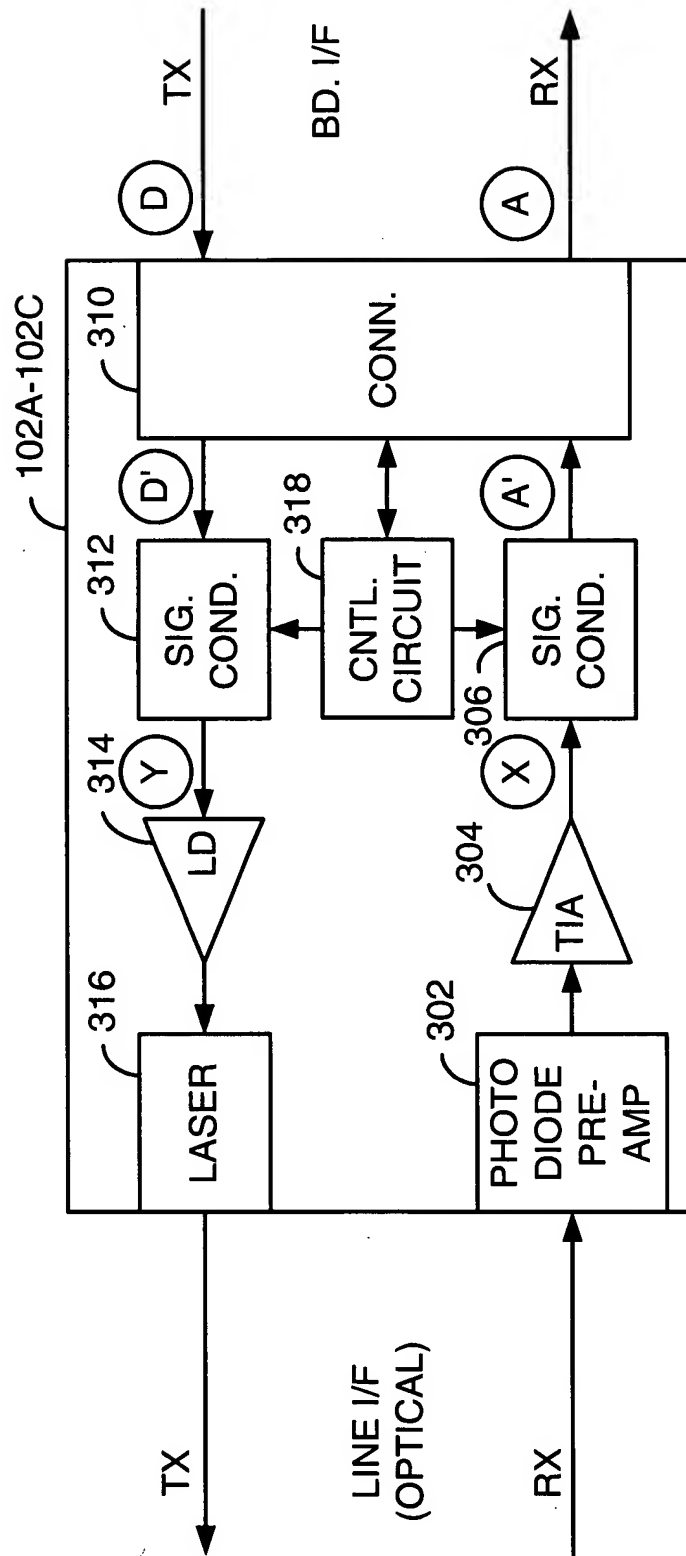 102A-102C
TX
LINE I/F
(OPTICAL)
RX
316
LASER
302
PHOTO
DIODE
PRE-
AMP
314
LD
Y
304
TIA
X
312
SIG.
COND.
D'
318
CNTL.
CIRCUIT
306
SIG.
COND.
A'
310
CONN.
D
TX
BD. I/F
A
RX